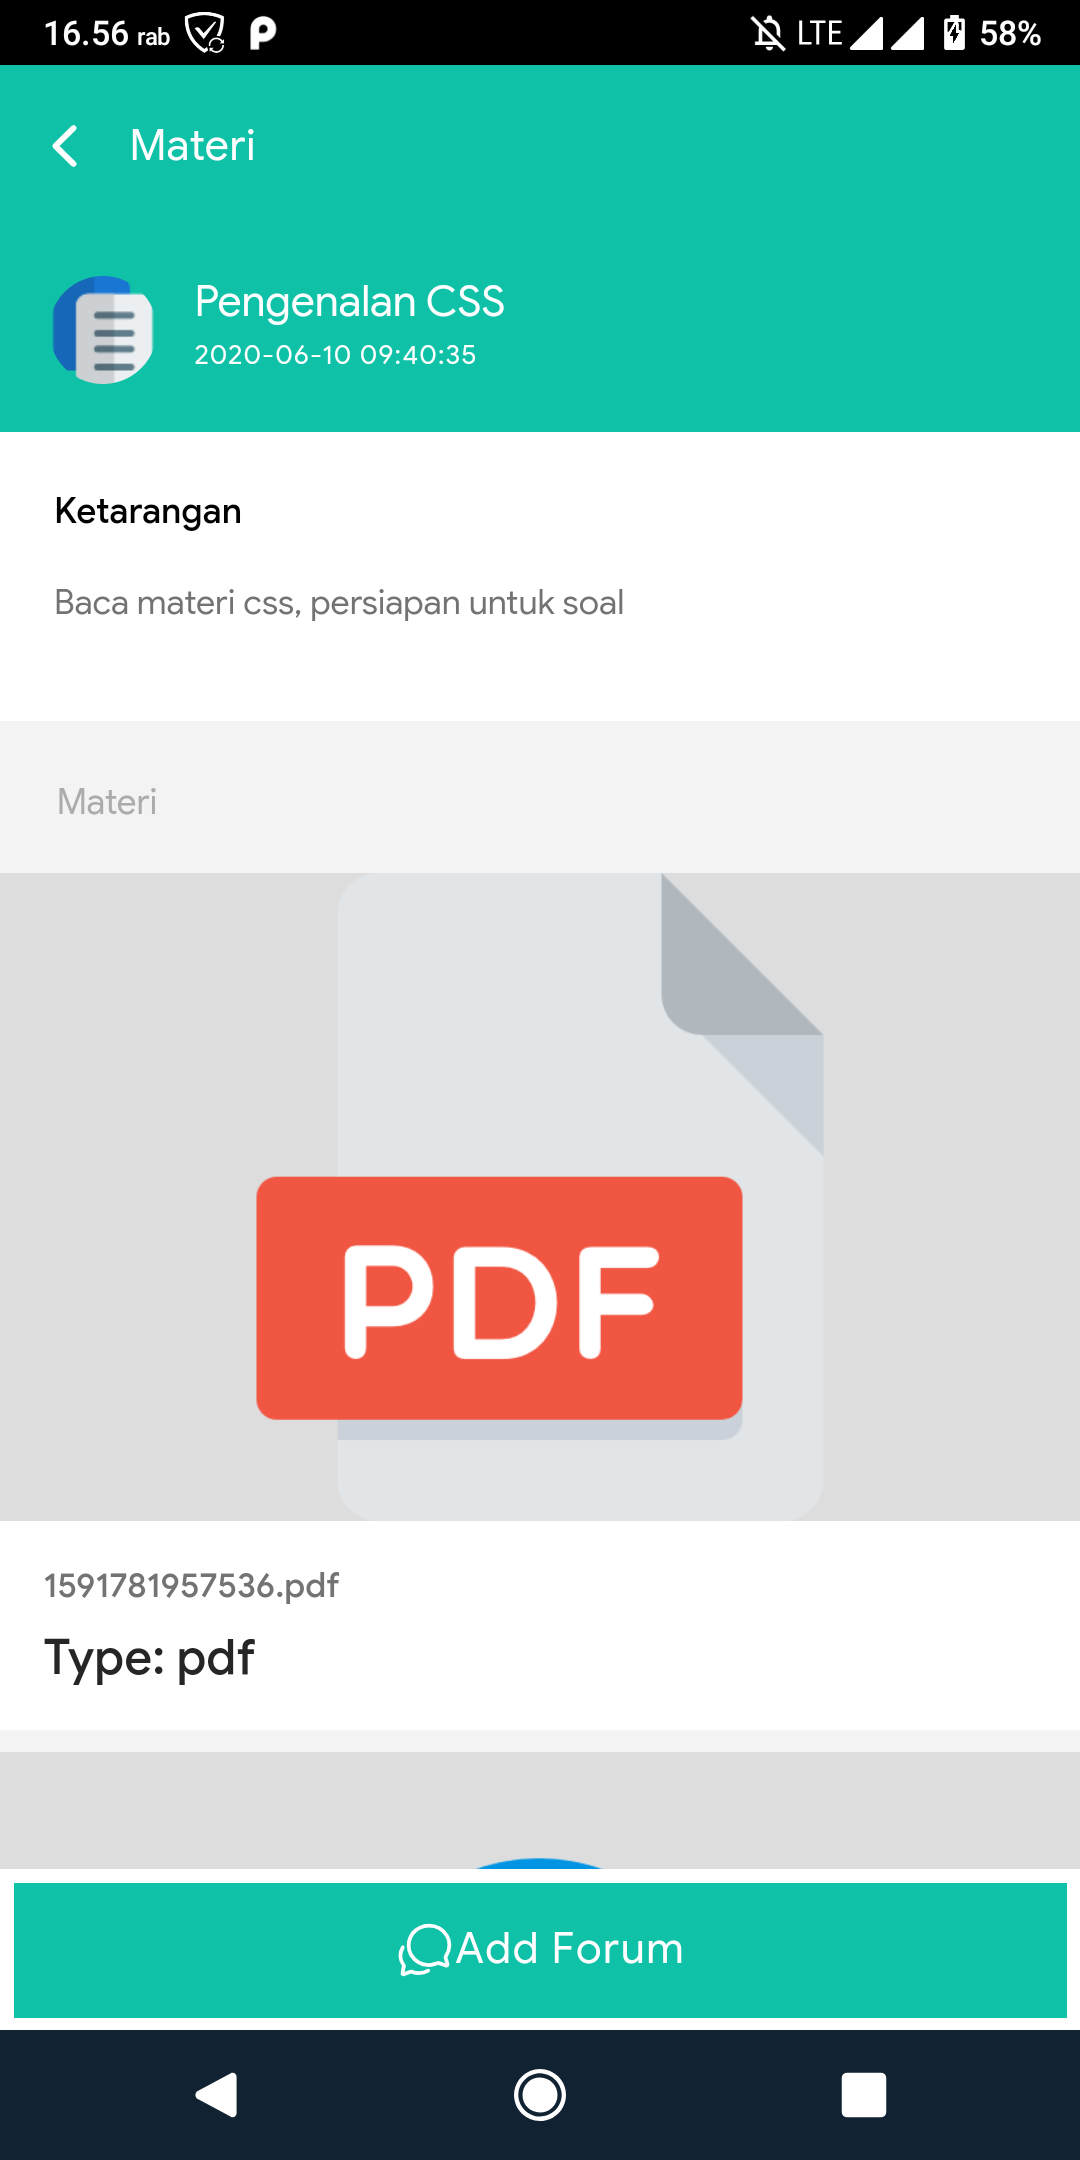 16.56 rab
LTE 58%
Materi
Pengenalan CSS
2020-06-10 09:40:35
Ketarangan
Baca materi css, persiapan untuk soal
Materi
PDF
1591781957536.pdf
Type: pdf
Add Forum